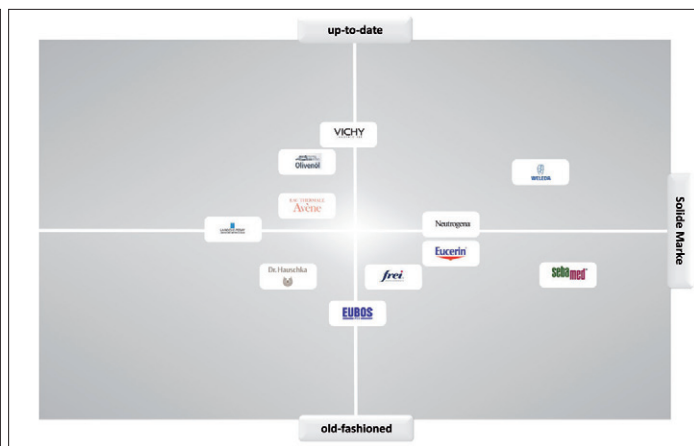 up-to-date
VICHY
Olivenöl
WELEDA
EAU THERMALE
Avène
Neutrogena
Solide Marke
Eucerin
Dr. Hauschka
frei
sebamed
EUBOS
old-fashioned